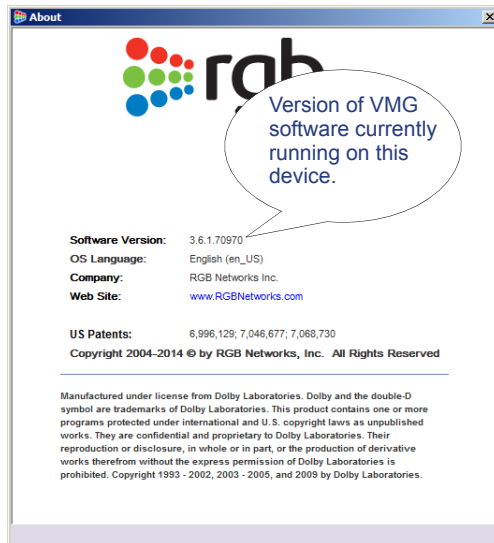 About
rgb
Version of VMG
software currently
running on this
device.
Software Version: 3.6.1.70970
OS Language: English (en_US)
Company: RGB Networks Inc.
Web Site: www.RGBNetworks.com
US Patents: 6,996,129; 7,046,677; 7,068,730
Copyright 2004-2014 © by RGB Networks, Inc. All Rights Reserved
Manufactured under license from Dolby Laboratories. Dolby and the double-D
symbol are trademarks of Dolby Laboratories. This product contains one or more
programs protected under international and U.S. copyright laws as unpublished
works. They are confidential and proprietary to Dolby Laboratories. Their
reproduction or disclosure, in whole or in part, or the production of derivative
works therefrom without the express permission of Dolby Laboratories is
prohibited. Copyright 1993 - 2002, 2003 - 2005, and 2009 by Dolby Laboratories.